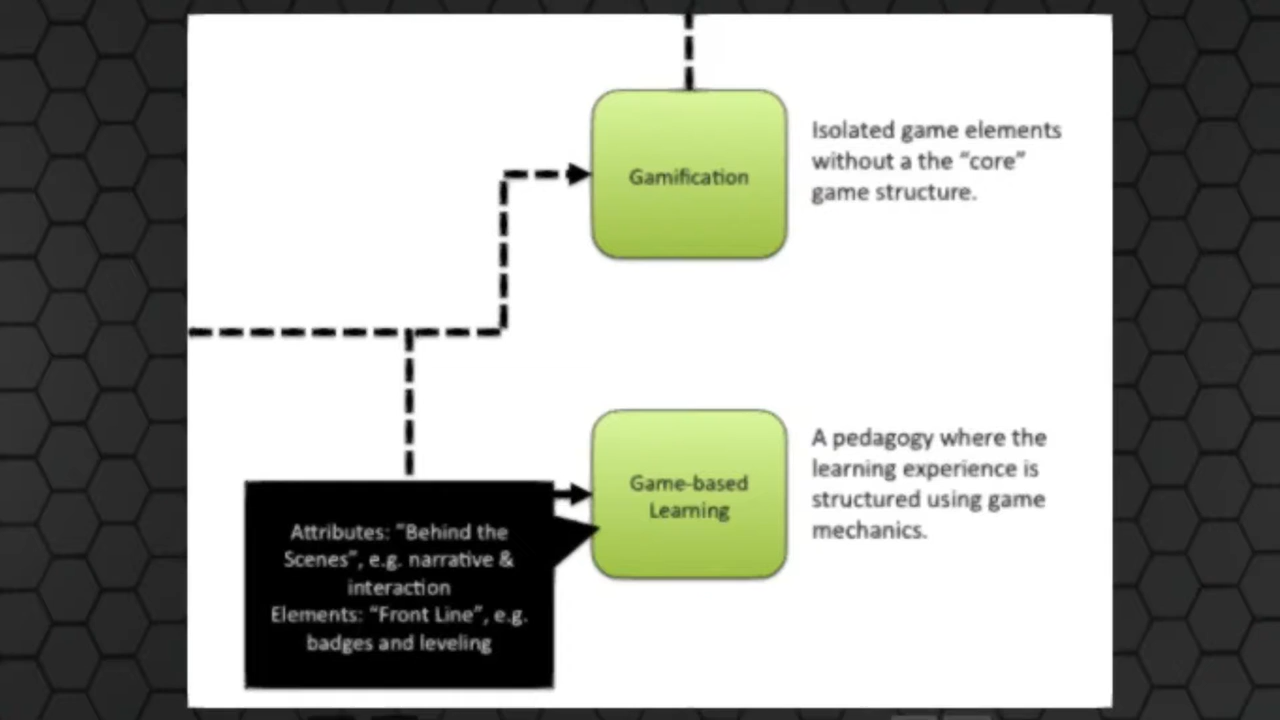 Gamification
Isolated game elements
without a the “core”
game structure.
Game-based
Learning
A pedagogy where the
learning experience is
structured using game
mechanics.
Attributes: “Behind the
Scenes”, e.g. narrative &
interaction
Elements: “Front Line”, e.g.
badges and leveling